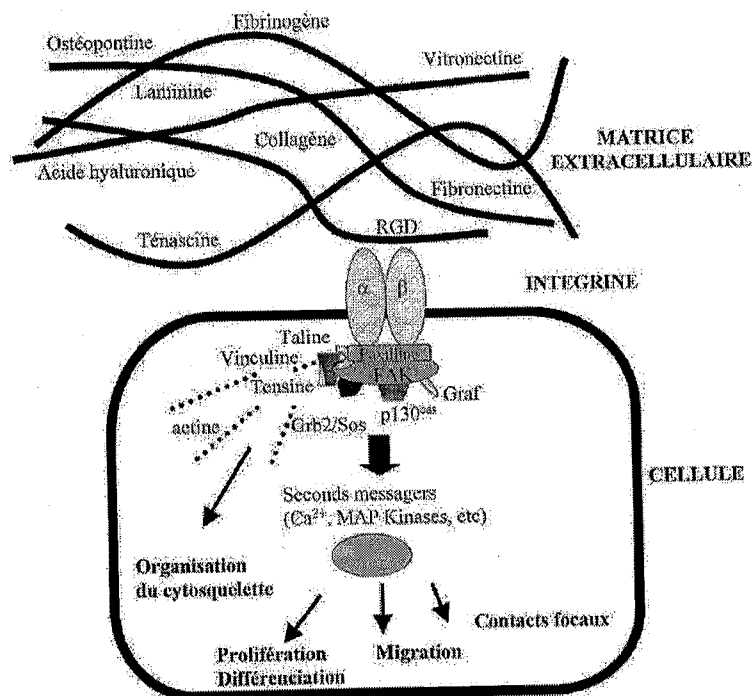 Fibrinogène
Ostéopontine
Vitronectine
Laminine
Collagène
MATRICE
EXTRACELLULAIRE
Acide hyaluronique
Fibronectine
Ténascine
RGD
α β
INTEGRINE
Taline
Vinculine
Paxilline
FAK
Tensine
Graf
p130cas
actine
Grb2/Sos
CELLULE
Seconds messagers
(Ca²⁺, MAP Kinases, etc)
Organisation
du cytosquelette
Contacts focaux
Prolifération
Différenciation
Migration